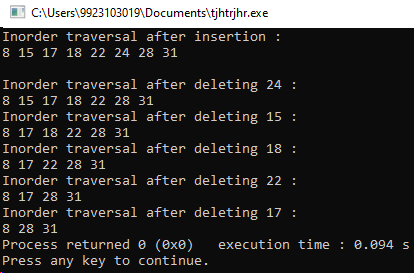 C:\Users\9923103019\Documents\tjhtrjhr.exe
Inorder traversal after insertion :
8 15 17 18 22 24 28 31
Inorder traversal after deleting 24 :
8 15 17 18 22 28 31
Inorder traversal after deleting 15 :
8 17 18 22 28 31
Inorder traversal after deleting 18 :
8 17 22 28 31
Inorder traversal after deleting 22 :
8 17 28 31
Inorder traversal after deleting 17 :
8 28 31
Process returned 0 (0x0)   execution time : 0.094 s
Press any key to continue.